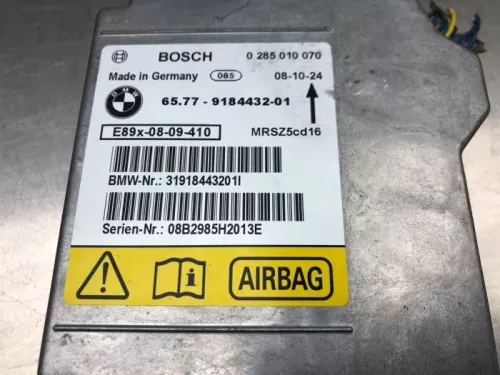 BOSCH 0 285 010 070
Made in Germany 085 08-10-24
BMW 65.77 - 9184432-01
E89x-08-09-410 MRSZ5cd16
BMW-Nr.: 31918443201I
Serien-Nr.: 08B2985H2013E
AIRBAG